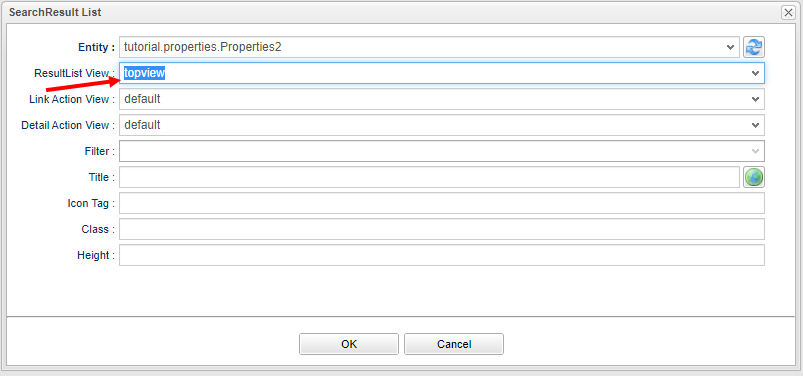 SearchResult List
Entity : tutorial.properties.Properties2
ResultList View : topview
Link Action View : default
Detail Action View : default
Filter :
Title :
Icon Tag :
Class :
Height :
OK Cancel